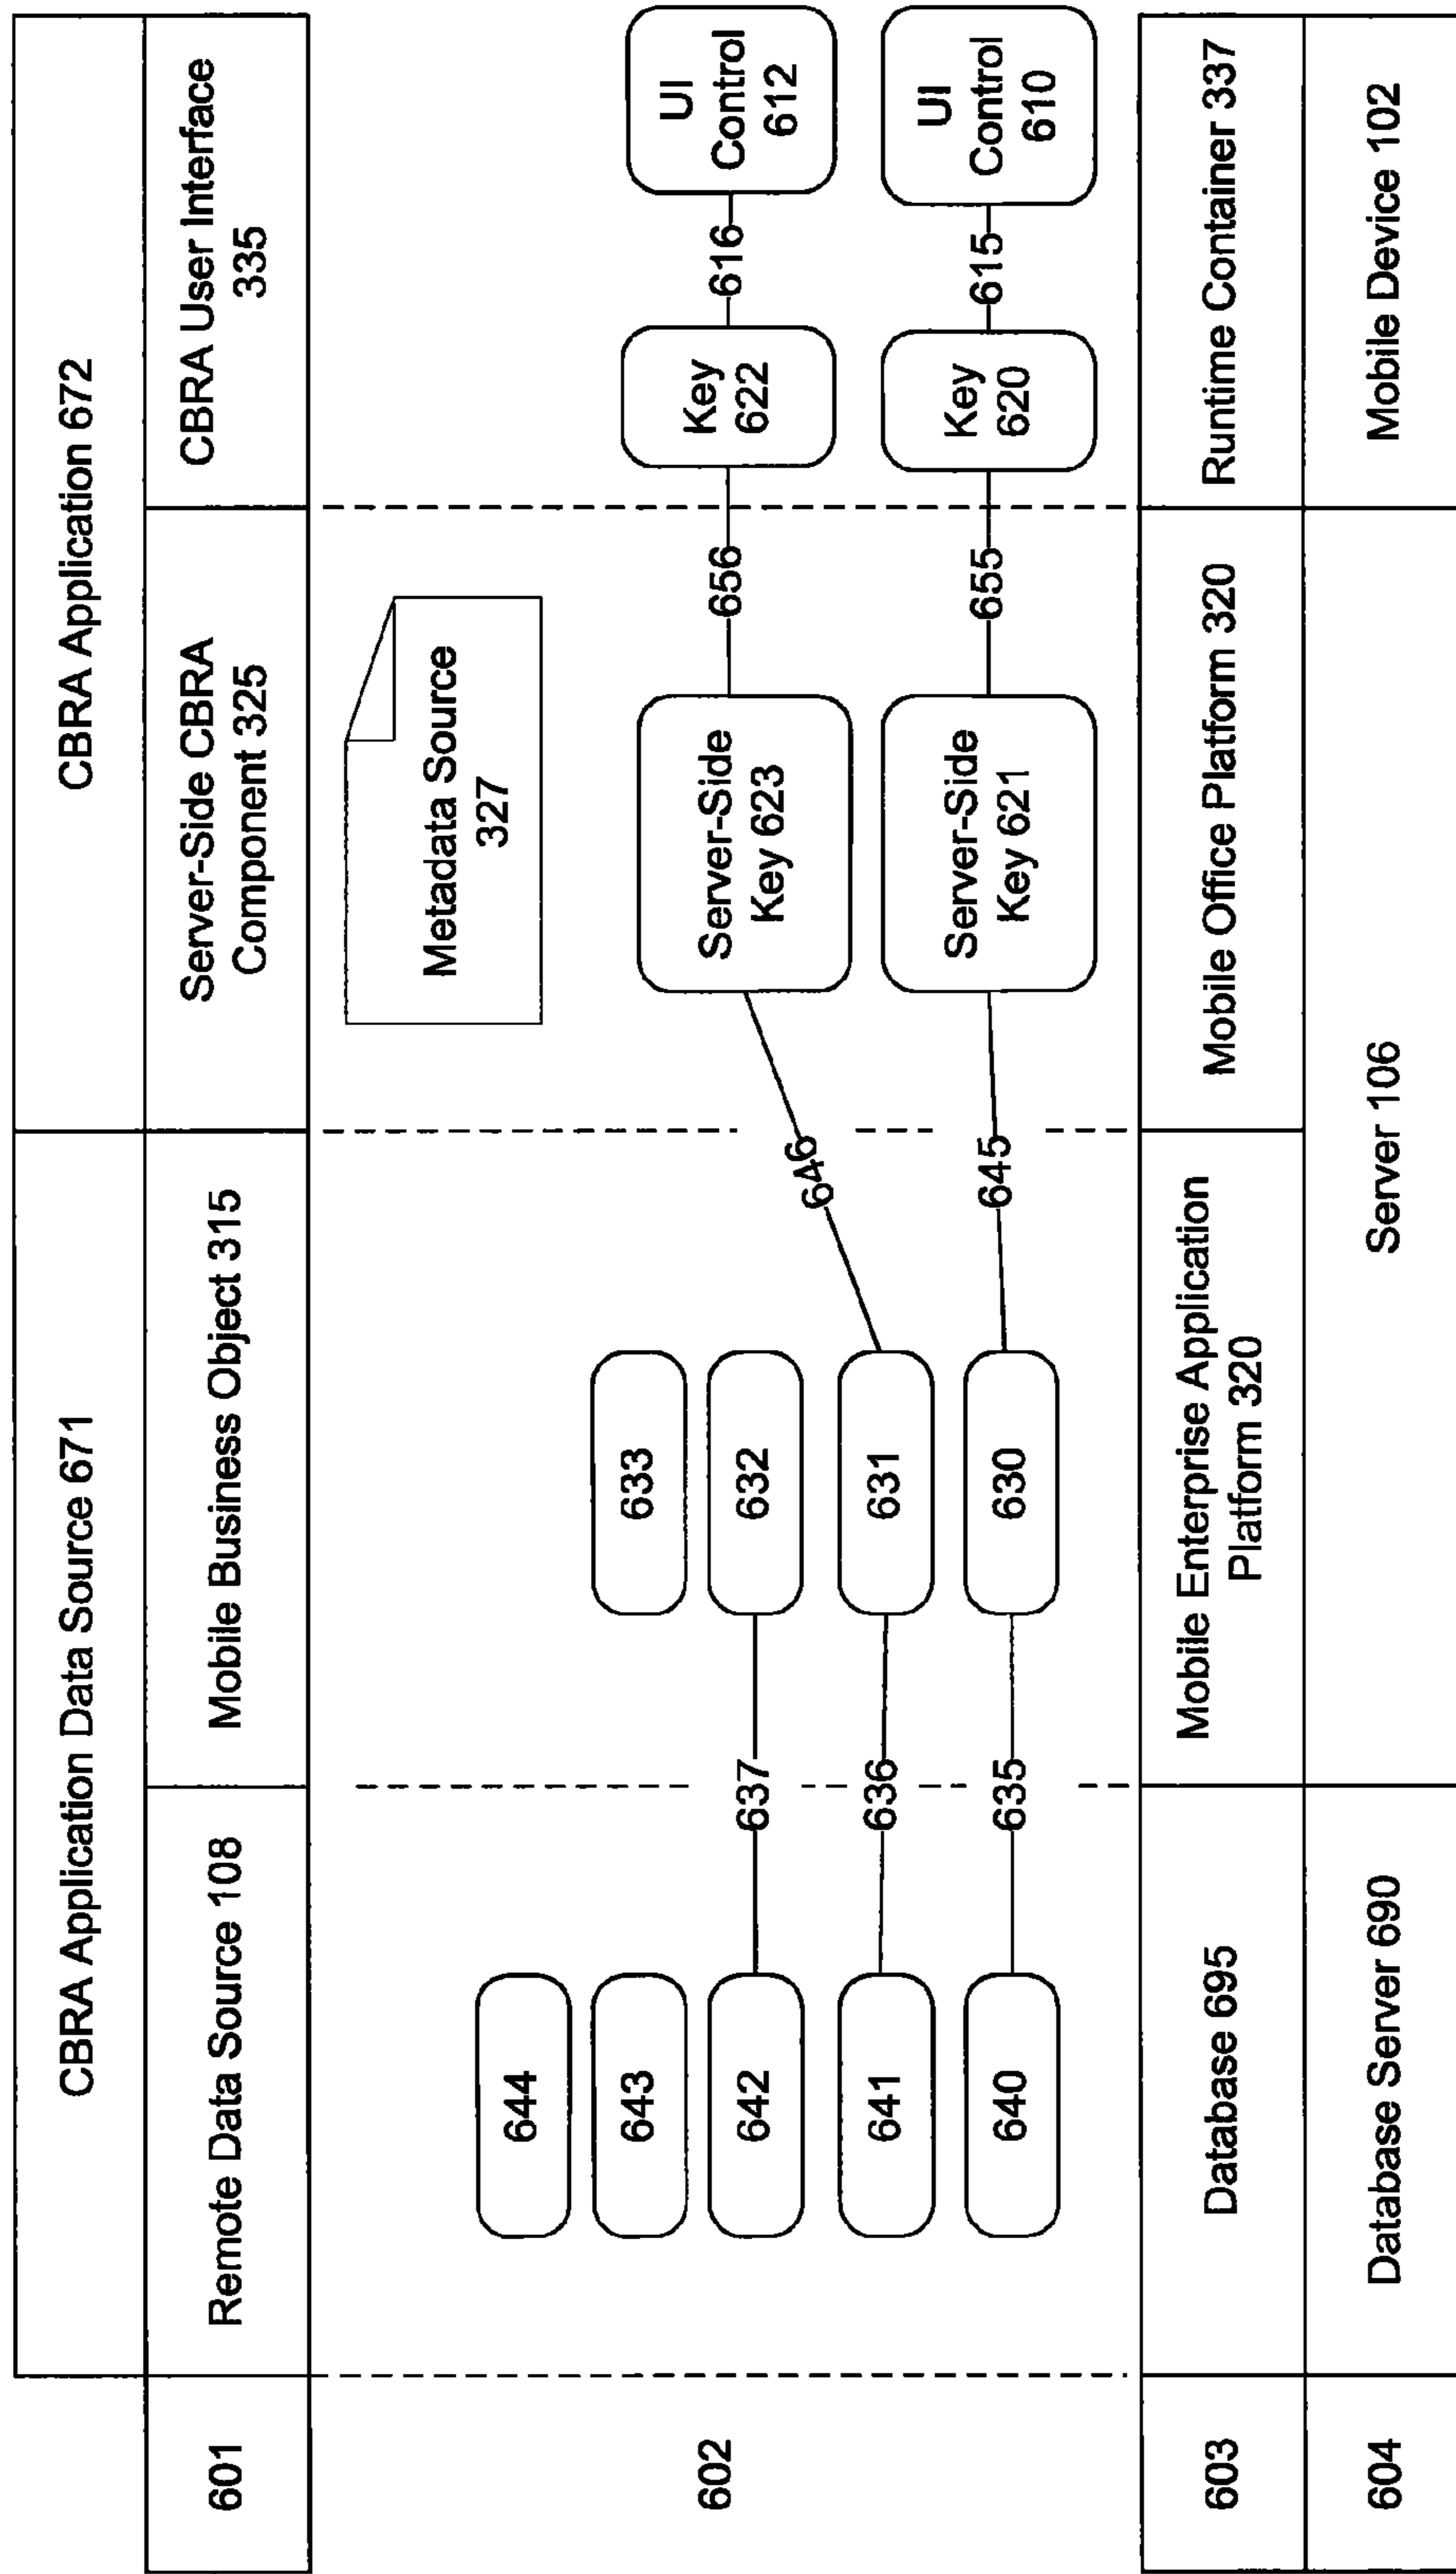 CBRA Application Data Source 671
CBRA Application 672
601
Remote Data Source 108
Mobile Business Object 315
Server-Side CBRA
Component 325
CBRA User Interface
335
602
644
643
642
641
640
637
636
635
633
632
631
630
646
645
Metadata Source
327
Server-Side
Key 623
Server-Side
Key 621
656
655
Key
622
Key
620
616
615
UI
Control
612
UI
Control
610
603
Database 695
Mobile Enterprise Application
Platform 320
Mobile Office Platform 320
Runtime Container 337
604
Database Server 690
Server 106
Mobile Device 102